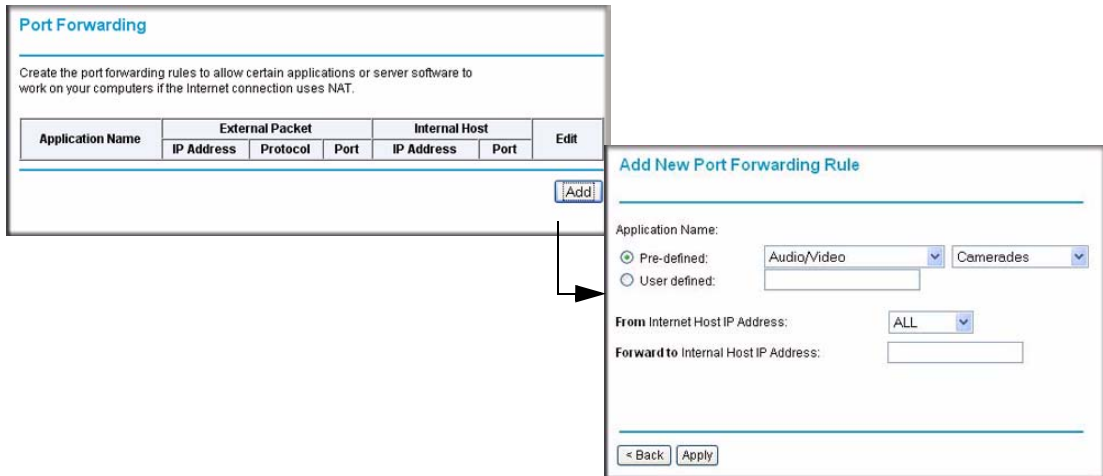 Port Forwarding
Create the port forwarding rules to allow certain applications or server software to
work on your computers if the Internet connection uses NAT.
Application Name External Packet Internal Host Edit
IP Address Protocol Port IP Address Port
Add
Add New Port Forwarding Rule
Application Name:
Pre-defined: Audio/Video Camerades
User defined:
From Internet Host IP Address: ALL
Forward to Internal Host IP Address:
< Back Apply